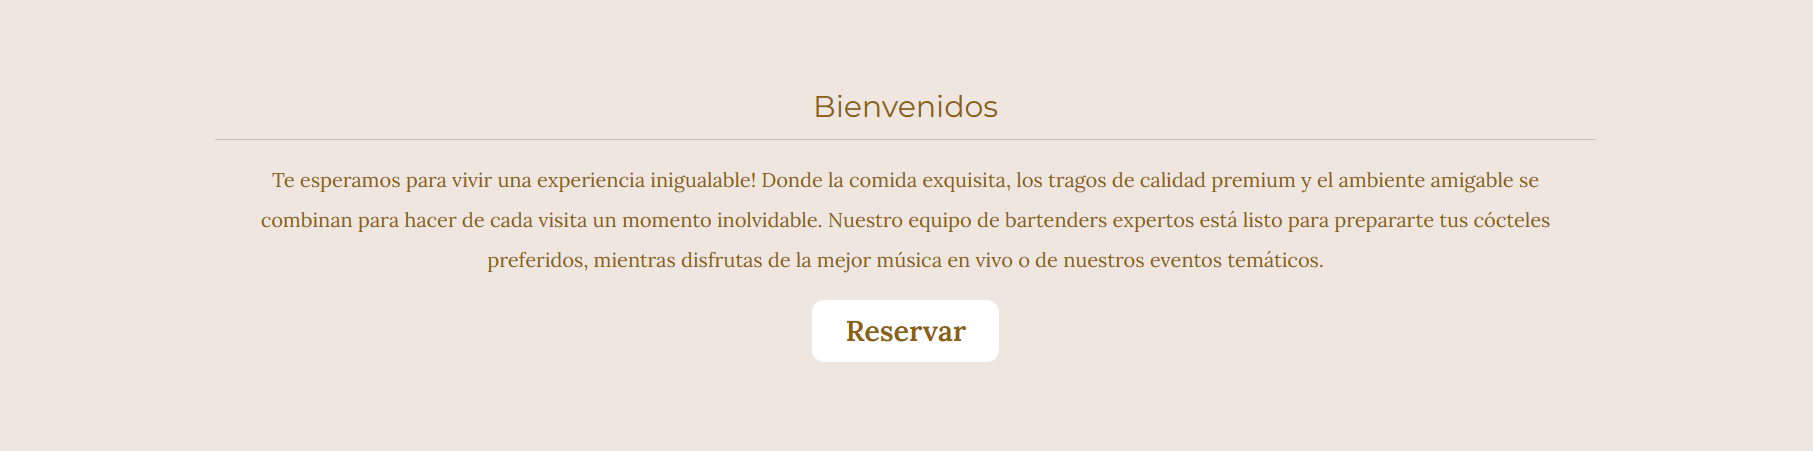 Bienvenidos
Te esperamos para vivir una experiencia inigualable! Donde la comida exquisita, los tragos de calidad premium y el ambiente amigable se
combinan para hacer de cada visita un momento inolvidable. Nuestro equipo de bartenders expertos está listo para prepararte tus cócteles
preferidos, mientras disfrutas de la mejor música en vivo o de nuestros eventos temáticos.
Reservar